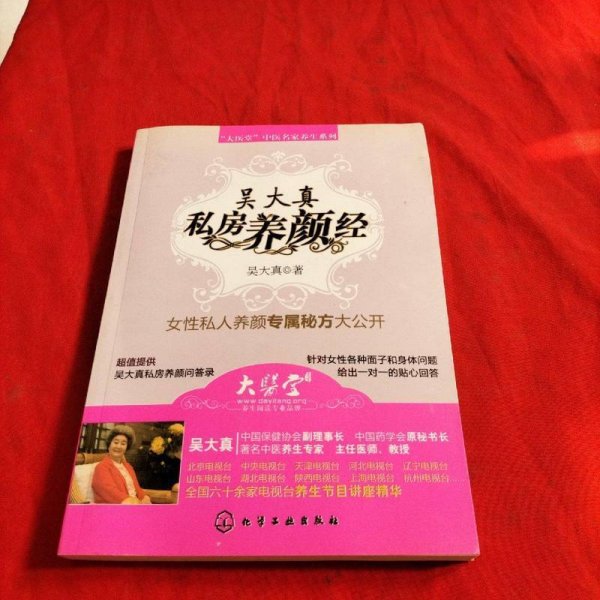 “大医堂”中医名家养生系列
吴大真
私房养颜经
吴大真◎著
女性私人养颜专属秘方大公开
超值提供
吴大真私房养颜问答录
针对女性各种面子和身体问题
给出一对一的贴心回答
大醫堂
www.dayitang.org
养生阅读专业品牌
吴大真
中国保健协会副理事长 中国药学会原秘书长
著名中医养生专家 主任医师、教授
北京电视台 中央电视台 天津电视台 河北电视台 辽宁电视台
山东电视台 湖北电视台 陕西电视台 上海电视台 杭州电视台
全国六十余家电视台养生节目讲座精华
化学工业出版社